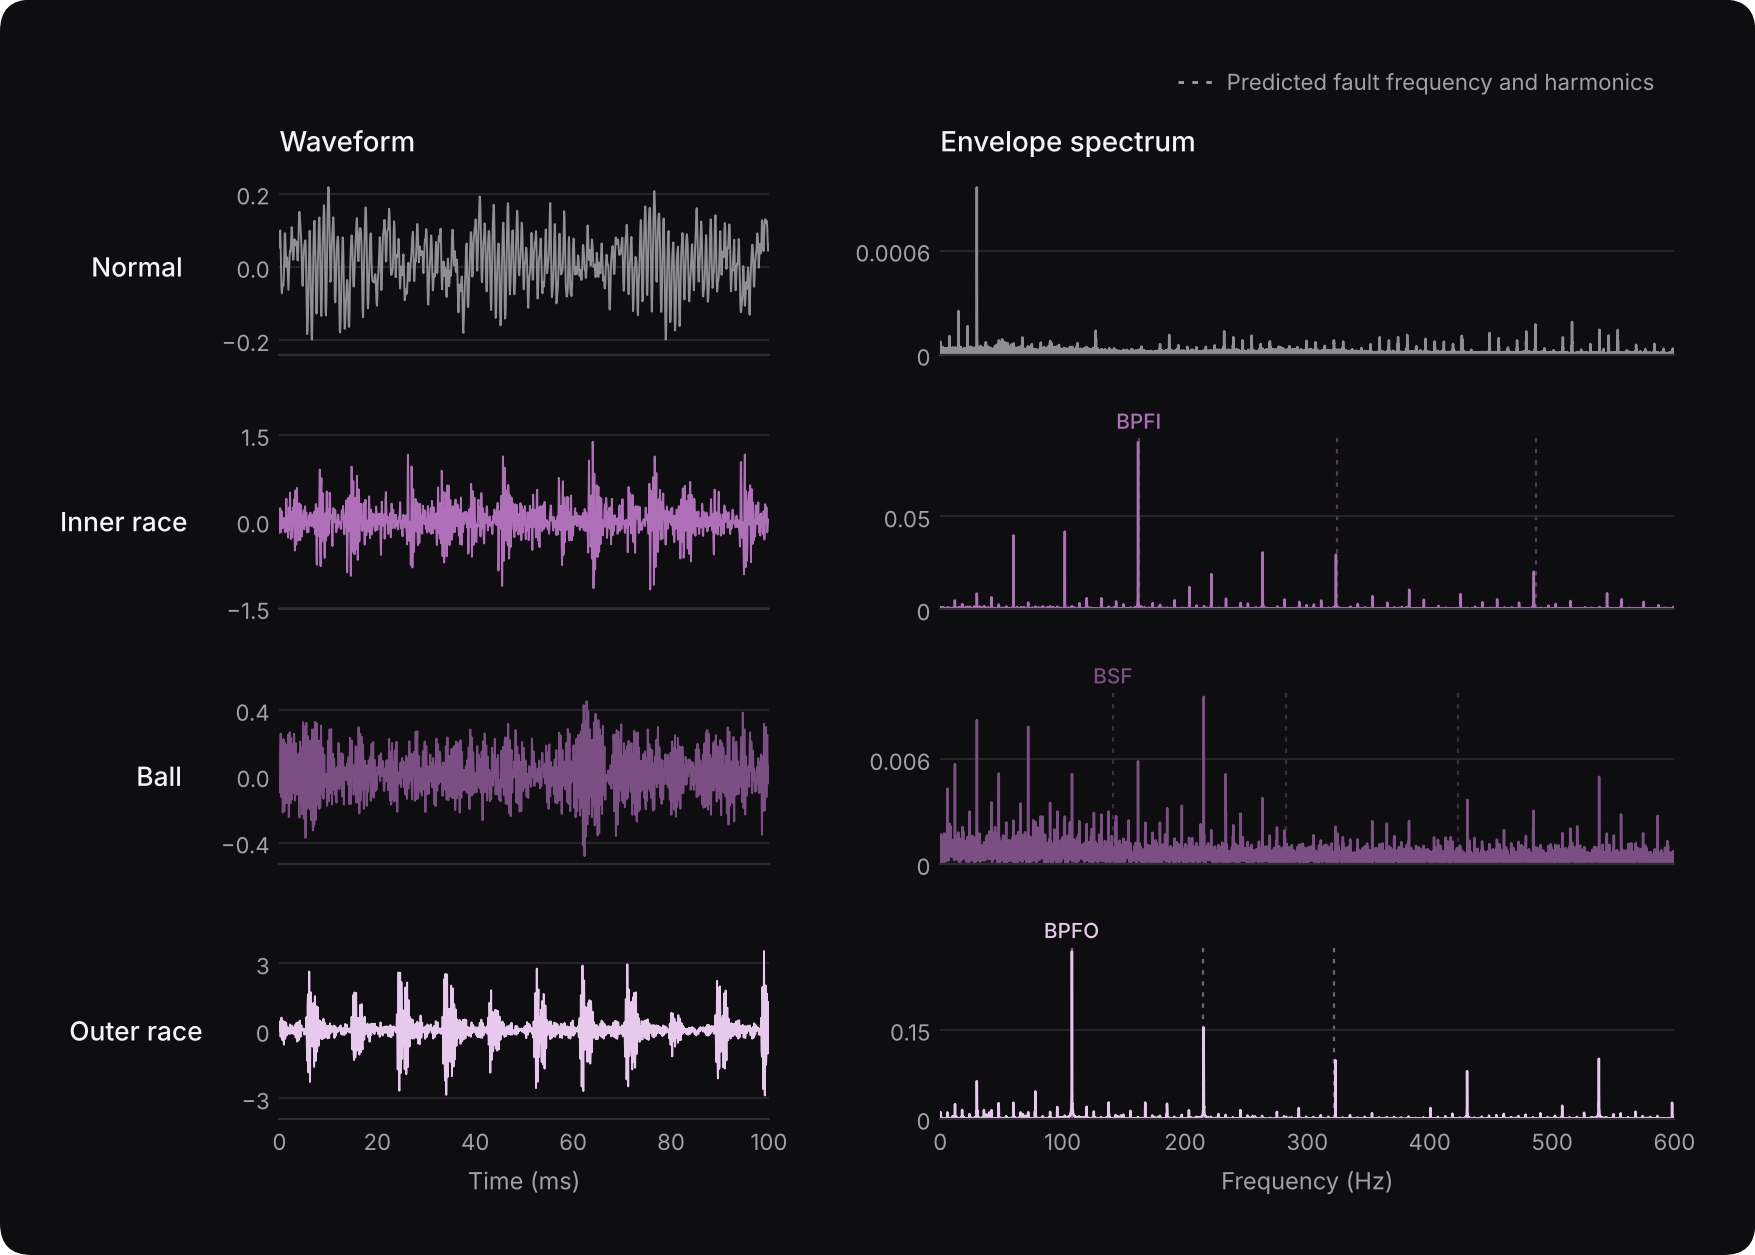 Predicted fault frequency and harmonics
Waveform
Envelope spectrum
Normal
0.2
0.0
−0.2
0.0006
0
Inner race
1.5
0.0
−1.5
BPFI
0.05
0
Ball
0.4
0.0
−0.4
BSF
0.006
0
Outer race
3
0
−3
BPFO
0.15
0
0 20 40 60 80 100
Time (ms)
0 100 200 300 400 500 600
Frequency (Hz)